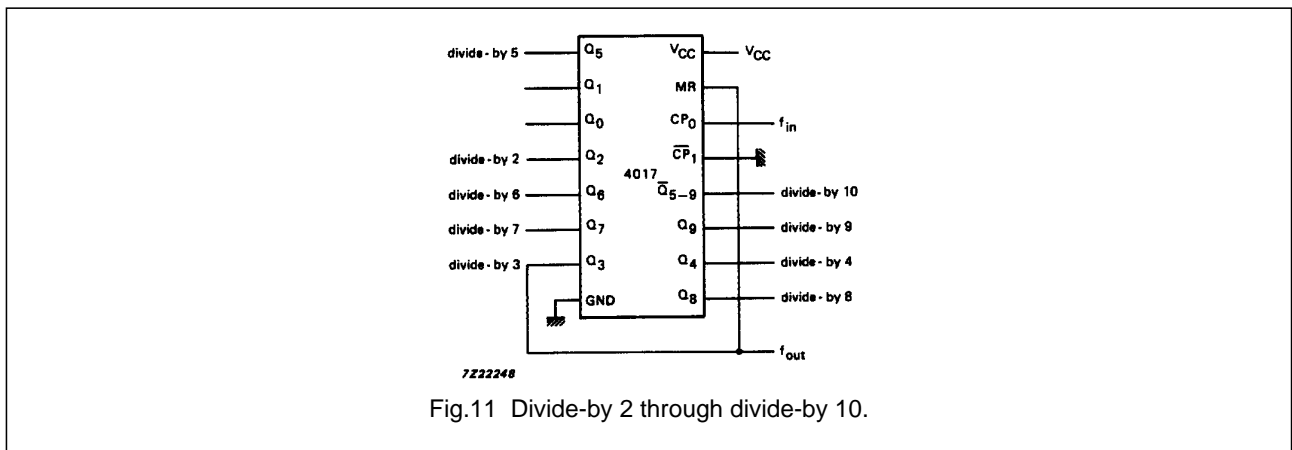 divide-by 5 Q5 VCC VCC
Q1 MR
Q0 CP0 fin
divide-by 2 Q2 CP1
4017
divide-by 6 Q6 Q5–9 divide-by 10
divide-by 7 Q7 Q9 divide-by 9
divide-by 3 Q3 Q4 divide-by 4
GND Q8 divide-by 8
fout
7Z22248
Fig.11 Divide-by 2 through divide-by 10.